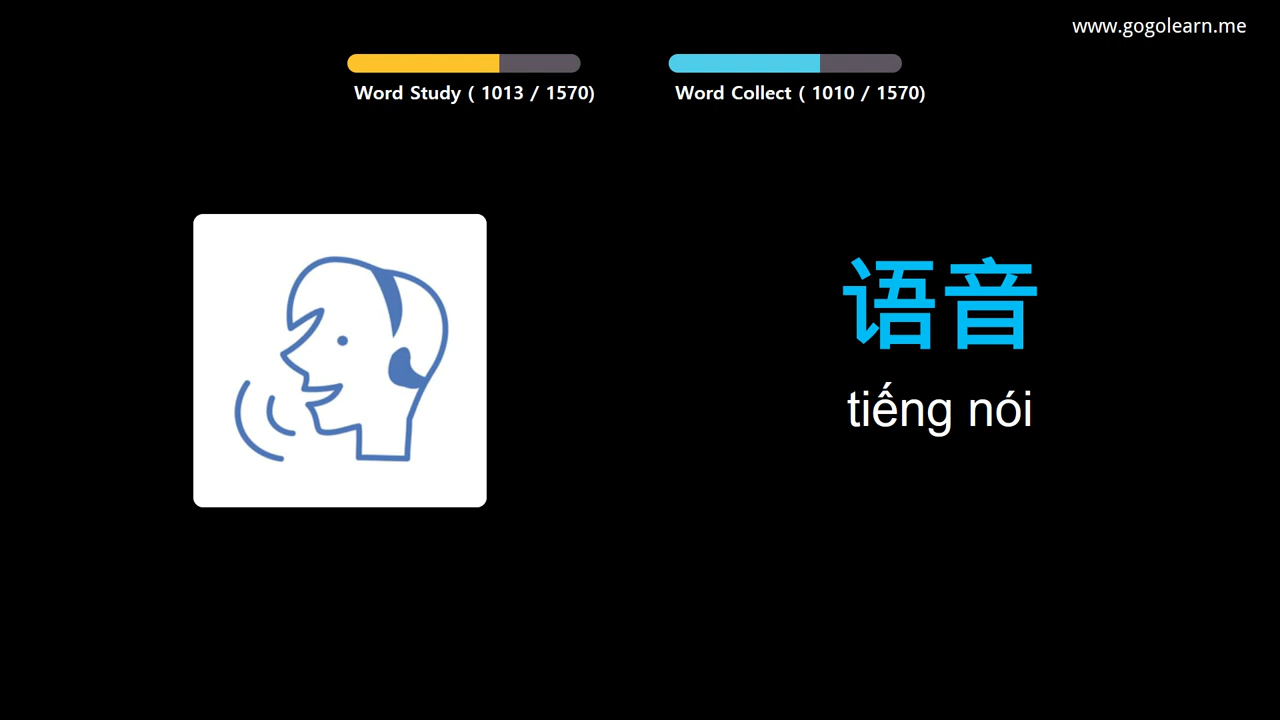 www.gogolearn.me
Word Study ( 1013 / 1570)
Word Collect ( 1010 / 1570)
语音
tiếng nói